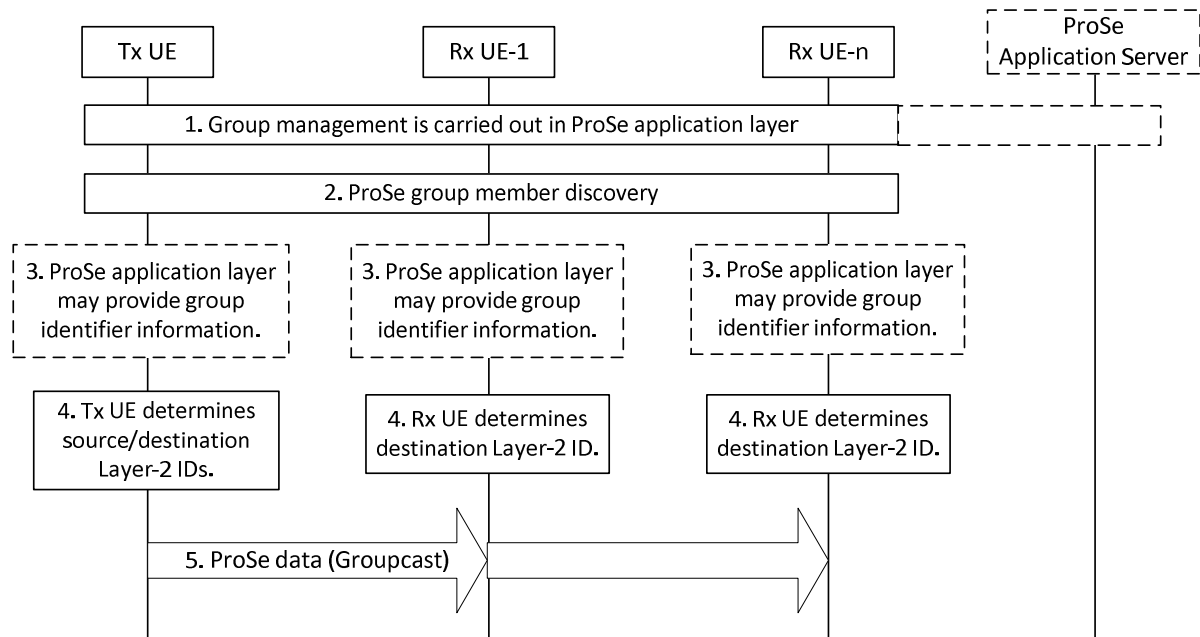 Tx UE
Rx UE-1
Rx UE-n
ProSe
Application Server
1. Group management is carried out in ProSe application layer
2. ProSe group member discovery
3. ProSe application layer
may provide group
identifier information.
3. ProSe application layer
may provide group
identifier information.
3. ProSe application layer
may provide group
identifier information.
4. Tx UE determines
source/destination
Layer-2 IDs.
4. Rx UE determines
destination Layer-2 ID.
4. Rx UE determines
destination Layer-2 ID.
5. ProSe data (Groupcast)